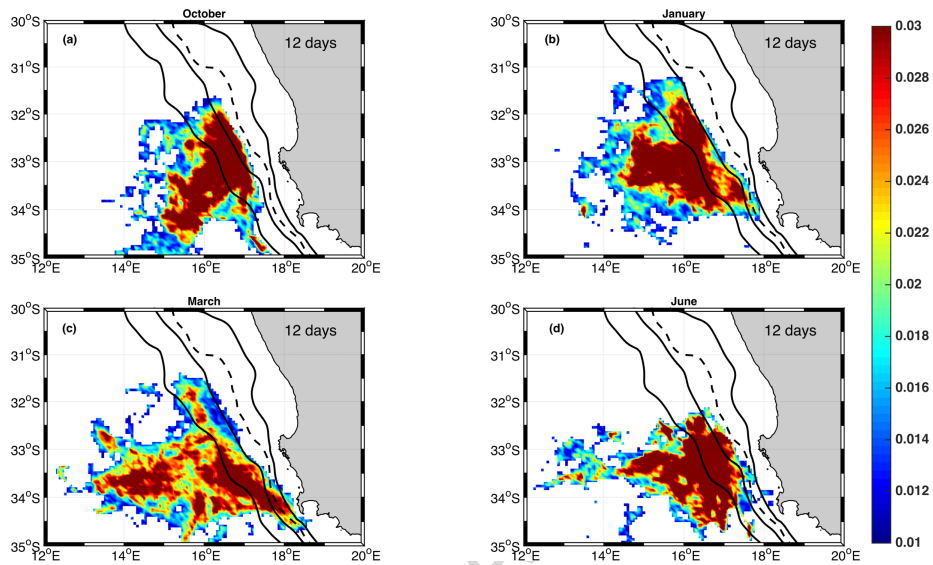 October
30°S
31°S
32°S
33°S
34°S
35°S
12°E
14°E
16°E
18°E
20°E
(a)
12 days
January
30°S
31°S
32°S
33°S
34°S
35°S
12°E
14°E
16°E
18°E
20°E
(b)
12 days
March
30°S
31°S
32°S
33°S
34°S
35°S
12°E
14°E
16°E
18°E
20°E
(c)
12 days
June
30°S
31°S
32°S
33°S
34°S
35°S
12°E
14°E
16°E
18°E
20°E
(d)
12 days
0.03
0.028
0.026
0.024
0.022
0.02
0.018
0.016
0.014
0.012
0.01